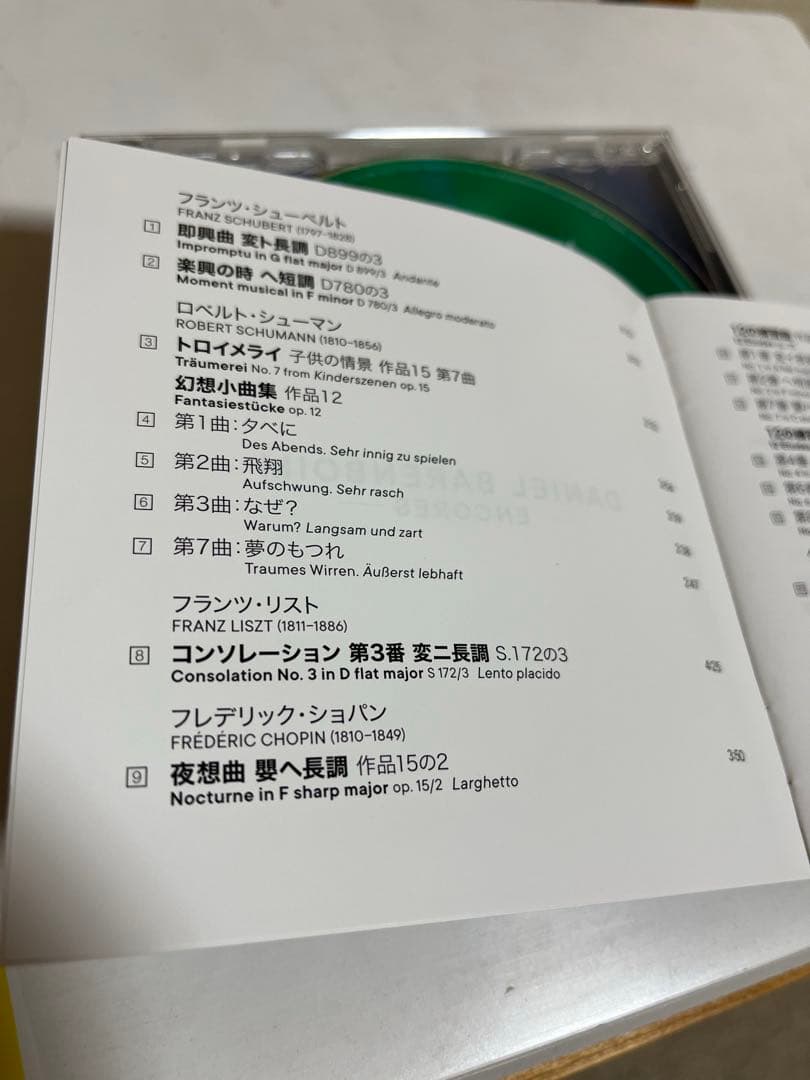 フランツ・シューベルト
FRANZ SCHUBERT (1797–1828)
1 即興曲 変ト長調 D899の3
Impromptu in G flat major D 899/3 Andante
2 楽興の時 へ短調 D780の3
Moment musical in F minor D 780/3 Allegro moderato
ロベルト・シューマン
ROBERT SCHUMANN (1810–1856)
3 トロイメライ 子供の情景 作品15 第7曲
Träumerei No. 7 from Kinderszenen op. 15
幻想小曲集 作品12
Fantasiestücke op. 12
4 第1曲：夕べに
Des Abends. Sehr innig zu spielen
5 第2曲：飛翔
Aufschwung. Sehr rasch
6 第3曲：なぜ？
Warum? Langsam und zart
7 第7曲：夢のもつれ
Traumes Wirren. Äußerst lebhaft
2:47
フランツ・リスト
FRANZ LISZT (1811–1886)
8 コンソレーション 第3番 変ニ長調 S.172の3
4:25
Consolation No. 3 in D flat major S 172/3 Lento placido
フレデリック・ショパン
FRÉDÉRIC CHOPIN (1810–1849)
9 夜想曲 嬰ヘ長調 作品15の2
3:50
Nocturne in F sharp major op. 15/2 Larghetto
DANIEL BARENBOI
ENCORES